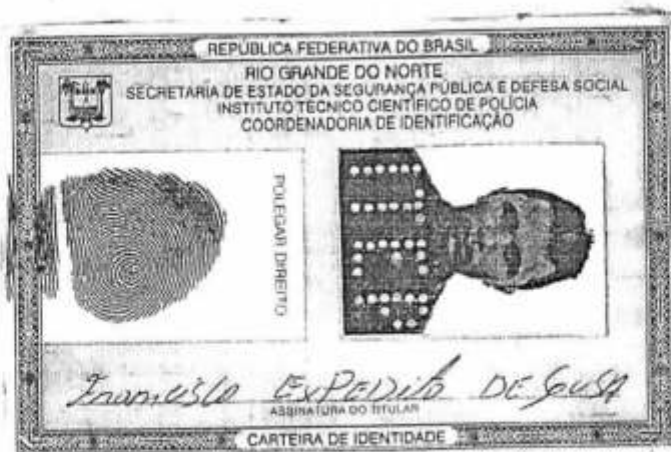 REPÚBLICA FEDERATIVA DO BRASIL
RIO GRANDE DO NORTE
SECRETARIA DE ESTADO DA SEGURANÇA PÚBLICA E DEFESA SOCIAL
INSTITUTO TÉCNICO CIENTÍFICO DE POLÍCIA
COORDENADORIA DE IDENTIFICAÇÃO
POLEGAR DIREITO
Francisco ExPEDito DE SouSA
ASSINATURA DO TITULAR
CARTEIRA DE IDENTIDADE